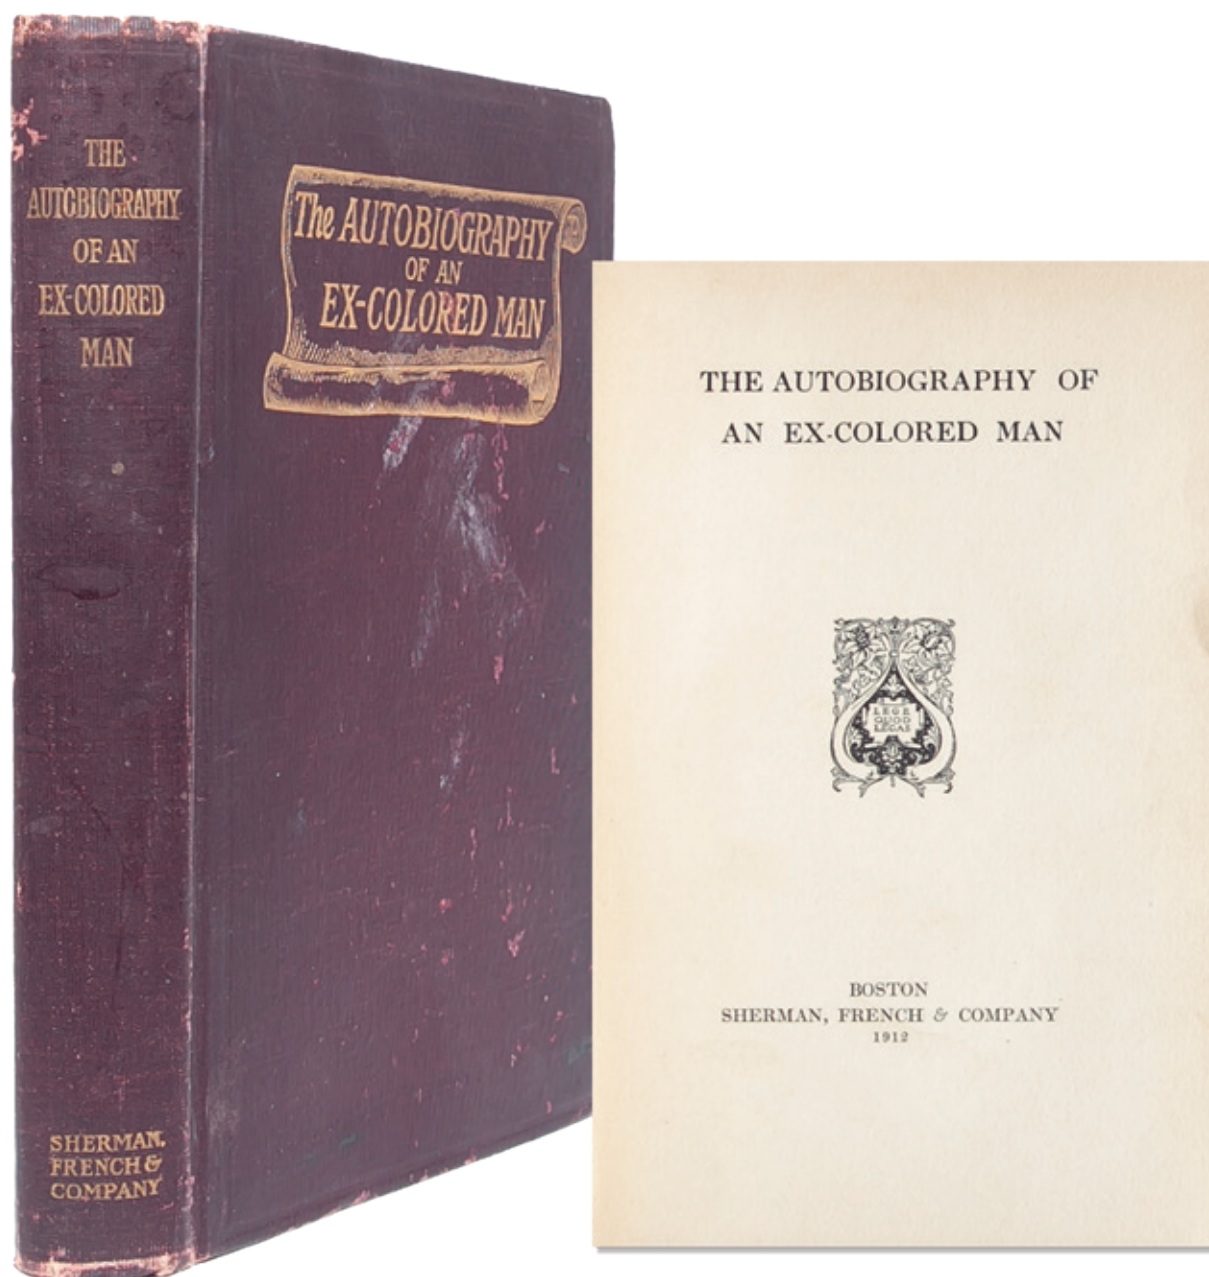 THE
AUTOBIOGRAPHY
OF AN
EX-COLORED
MAN
SHERMAN,
FRENCH &
COMPANY
The AUTOBIOGRAPHY
OF AN
EX-COLORED MAN
THE AUTOBIOGRAPHY OF
AN EX-COLORED MAN
LEGE
QUOD
LEGAS
BOSTON
SHERMAN, FRENCH & COMPANY
1912